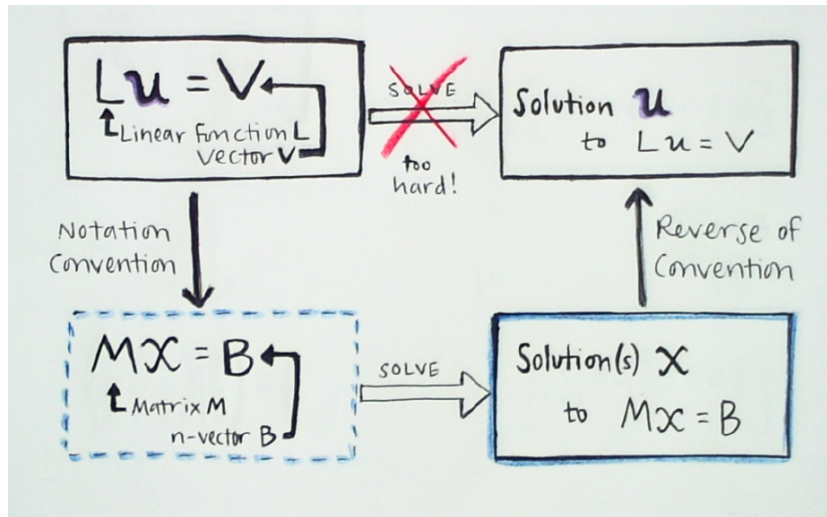 Lu = V
Linear Function L
Vector V
SOLVE
too
hard!
Solution u
to Lu = V
Notation
Convention
Reverse of
Convention
MX = B
Matrix M
n-vector B
SOLVE
Solution(s) X
to MX = B